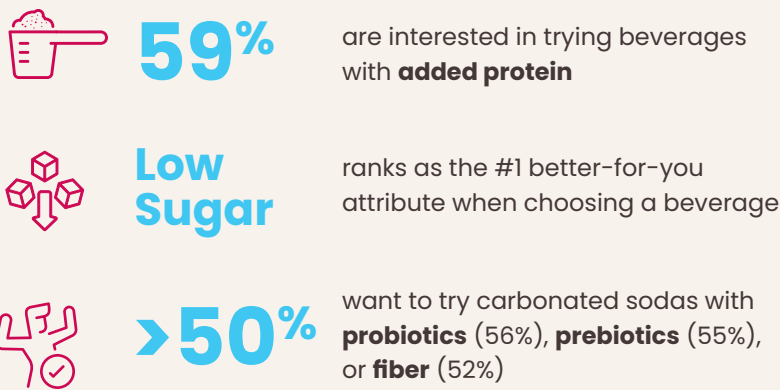 59%
are interested in trying beverages
with added protein
Low
Sugar
ranks as the #1 better-for-you
attribute when choosing a beverage
>50%
want to try carbonated sodas with
probiotics (56%), prebiotics (55%),
or fiber (52%)